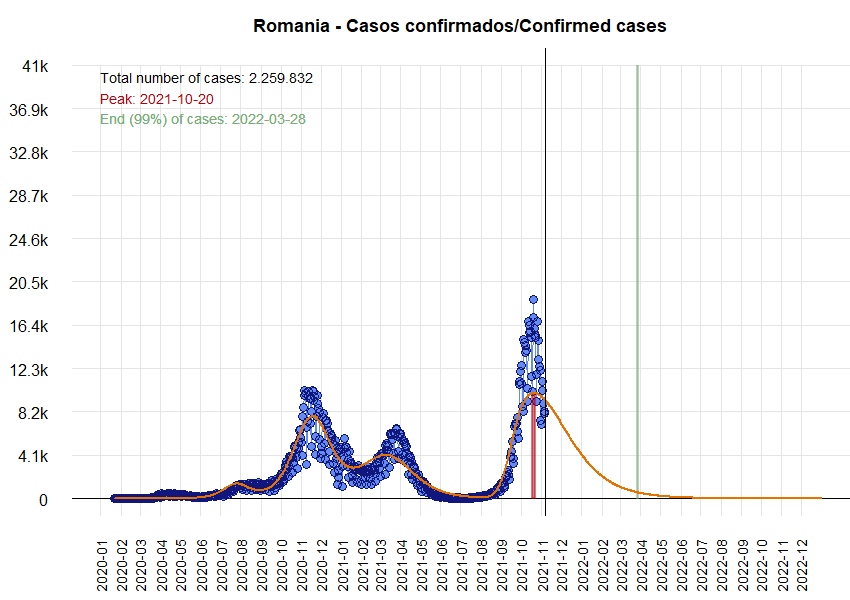 Romania - Casos confirmados/Confirmed cases
Total number of cases: 2.259.832
Peak: 2021-10-20
End (99%) of cases: 2022-03-28
41k
36.9k
32.8k
28.7k
24.6k
20.5k
16.4k
12.3k
8.2k
4.1k
0
2020-01
2020-02
2020-03
2020-04
2020-05
2020-06
2020-07
2020-08
2020-09
2020-10
2020-11
2020-12
2021-01
2021-02
2021-03
2021-04
2021-05
2021-06
2021-07
2021-08
2021-09
2021-10
2021-11
2021-12
2022-01
2022-02
2022-03
2022-04
2022-05
2022-06
2022-07
2022-08
2022-09
2022-10
2022-11
2022-12